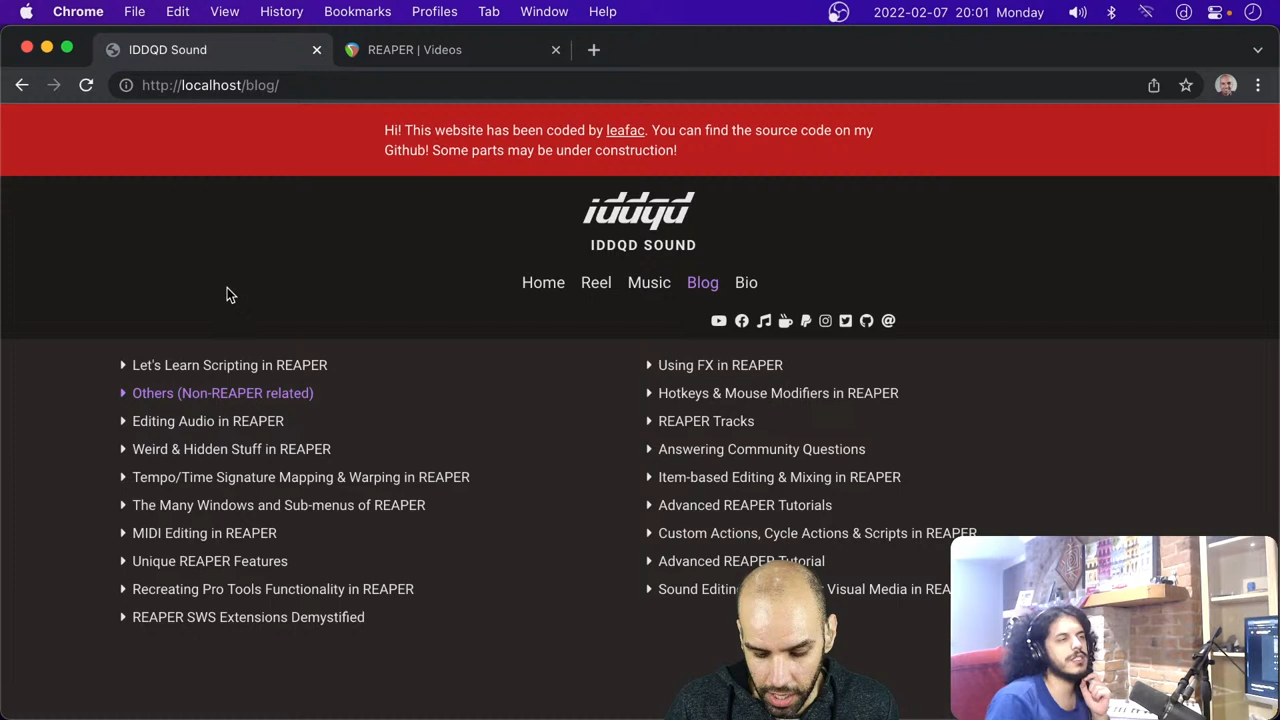 Chrome File Edit View History Bookmarks Profiles Tab Window Help 2022-02-07 20:01 Monday
IDDQD Sound REAPER | Videos
http://localhost/blog/
Hi! This website has been coded by leafac. You can find the source code on my
Github! Some parts may be under construction!
iddqd
IDDQD SOUND
Home Reel Music Blog Bio
Let's Learn Scripting in REAPER
Others (Non-REAPER related)
Editing Audio in REAPER
Weird & Hidden Stuff in REAPER
Tempo/Time Signature Mapping & Warping in REAPER
The Many Windows and Sub-menus of REAPER
MIDI Editing in REAPER
Unique REAPER Features
Recreating Pro Tools Functionality in REAPER
REAPER SWS Extensions Demystified
Using FX in REAPER
Hotkeys & Mouse Modifiers in REAPER
REAPER Tracks
Answering Community Questions
Item-based Editing & Mixing in REAPER
Advanced REAPER Tutorials
Custom Actions, Cycle Actions & Scripts in REAPER
Advanced REAPER Tutorial
Sound Visual Media in